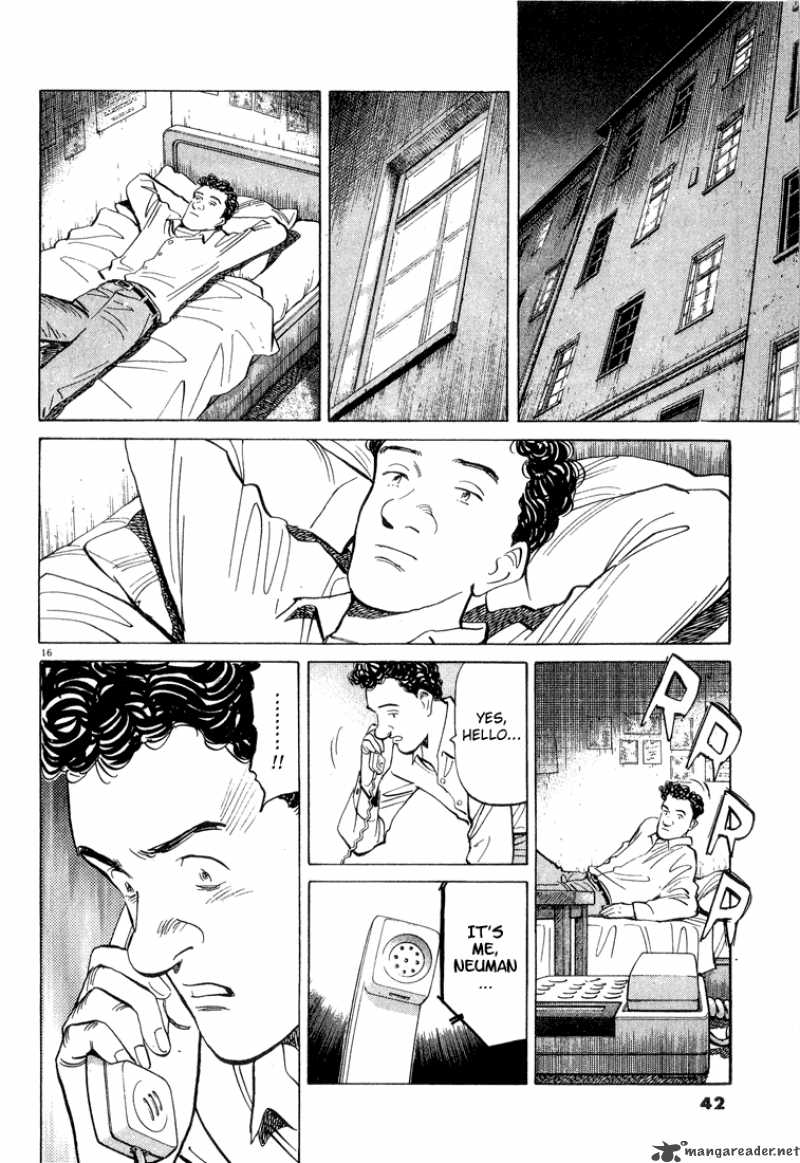 16
RRRR
YES,
HELLO...
IT'S
ME,
NEUMAN
...
.........!!
42
mangareader.net